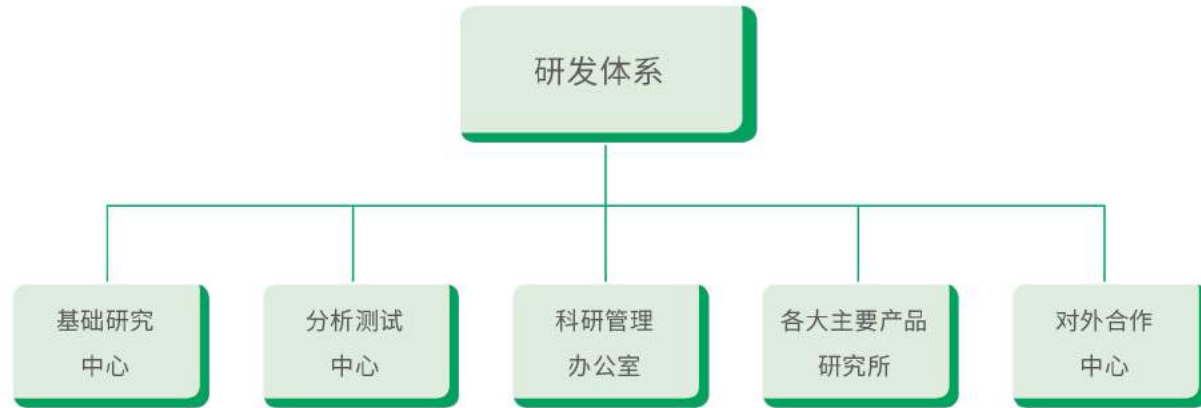 研发体系
基础研究
中心
分析测试
中心
科研管理
办公室
各大主要产品
研究所
对外合作
中心